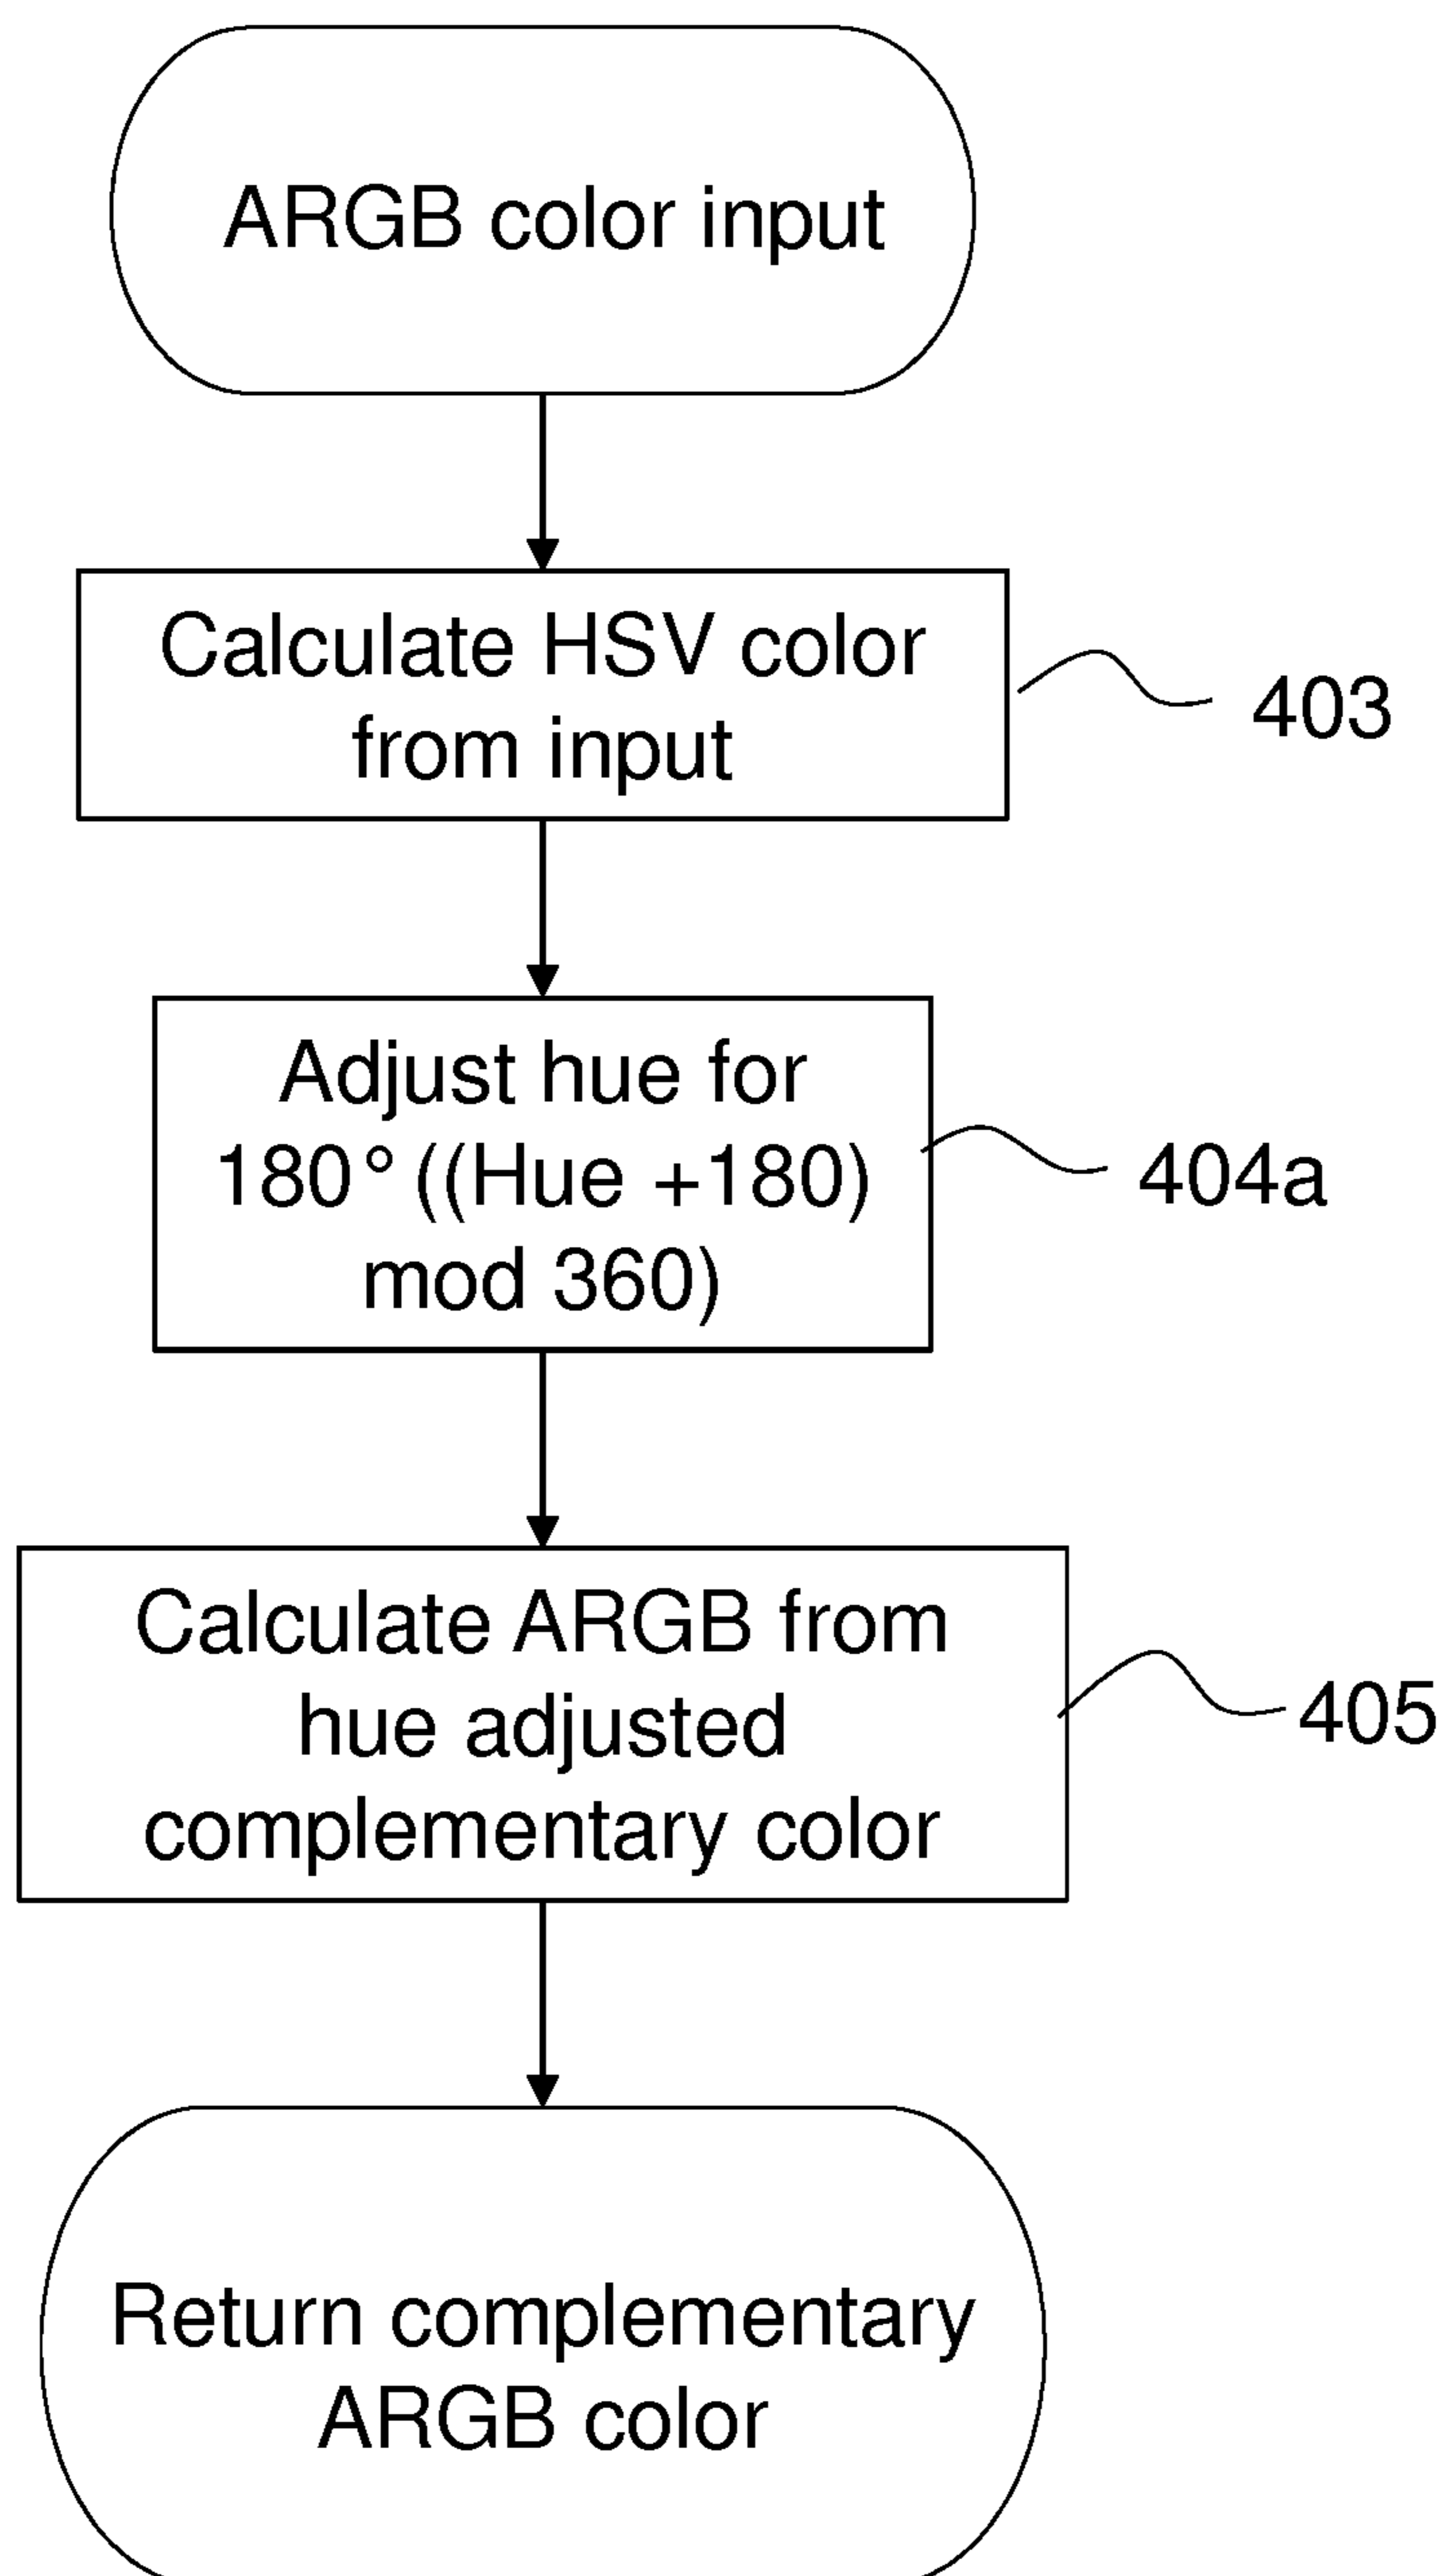 ARGB color input
Calculate HSV color
from input
403
Adjust hue for
180° ((Hue +180)
mod 360)
404a
Calculate ARGB from
hue adjusted
complementary color
405
Return complementary
ARGB color